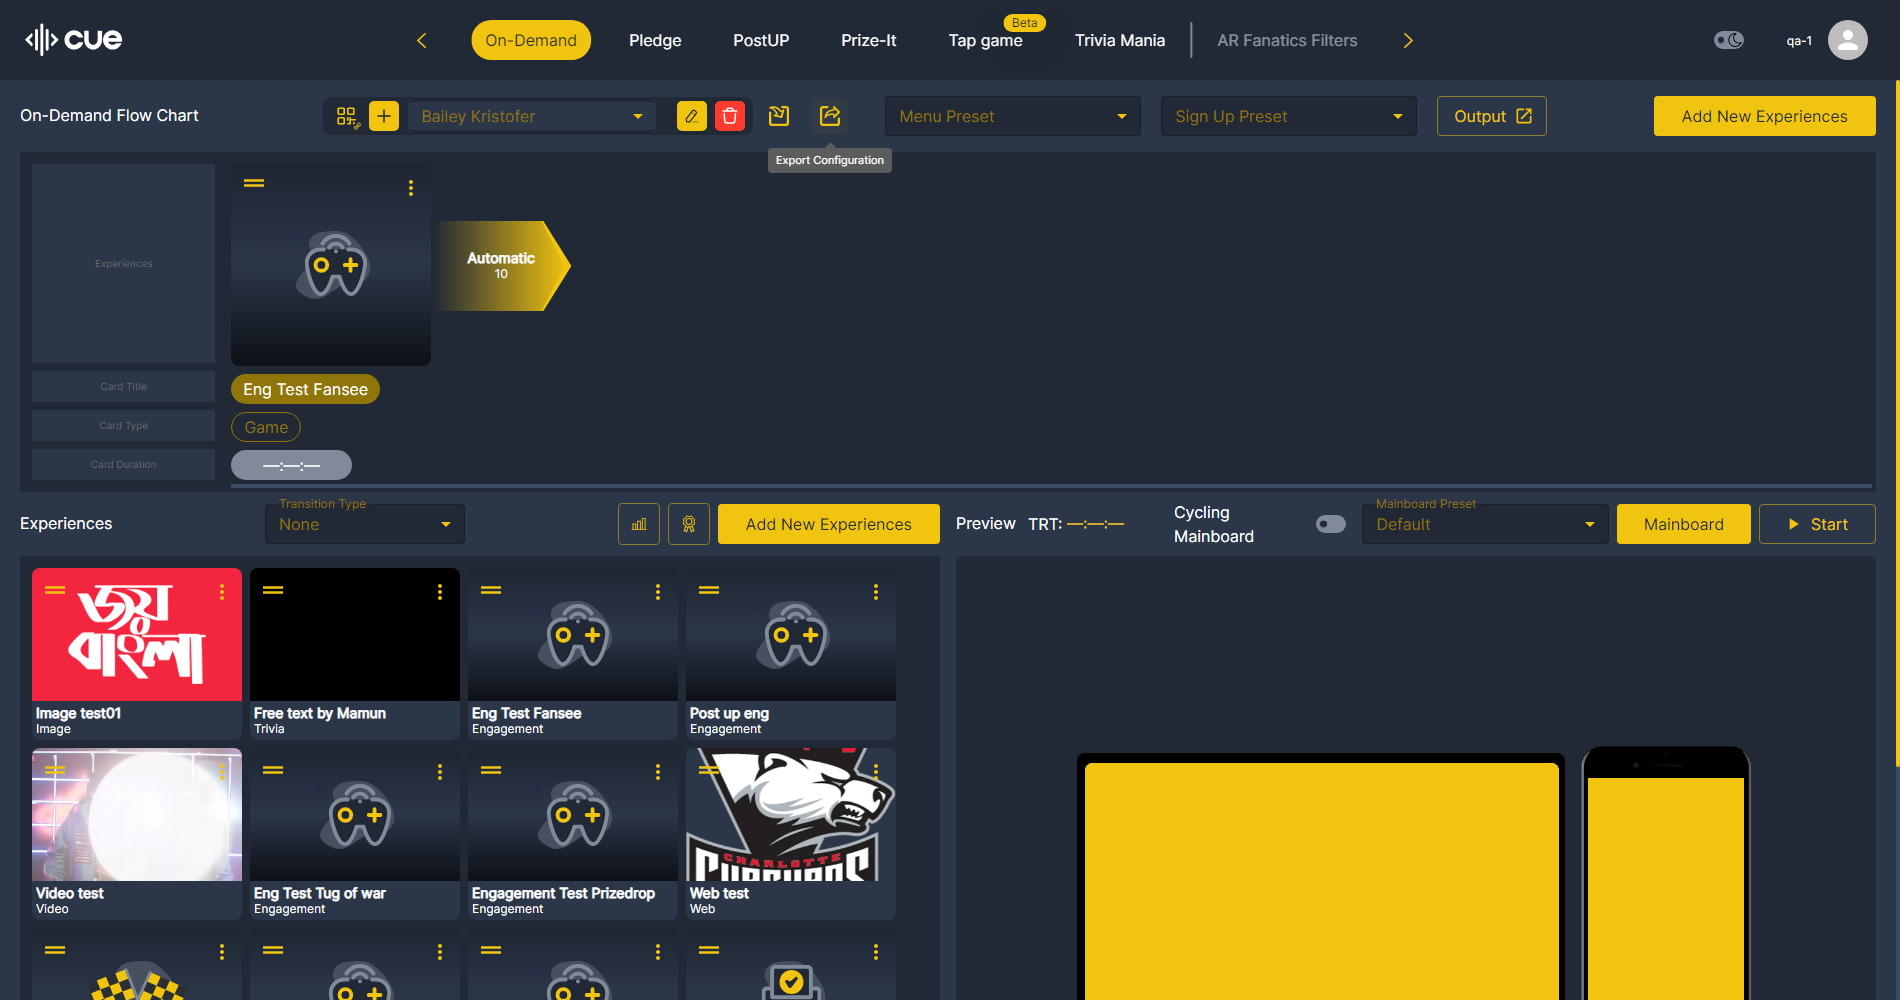 cue
On-Demand
Pledge
PostUP
Prize-It
Tap game
Beta
Trivia Mania
AR Fanatics Filters
qa-1
On-Demand Flow Chart
Bailey Kristofer
Menu Preset
Sign Up Preset
Output
Add New Experiences
Export Configuration
Experiences
Automatic
10
Card Title
Eng Test Fansee
Card Type
Game
Card Duration
—:—:—
Experiences
Transition Type
None
Add New Experiences
Preview
TRT: —:—:—
Cycling
Mainboard
Mainboard Preset
Default
Mainboard
Start
জয়
বাংলা
Image test01
Image
Free text by Mamun
Trivia
Eng Test Fansee
Engagement
Post up eng
Engagement
Video test
Video
Eng Test Tug of war
Engagement
Engagement Test Prizedrop
Engagement
CHARLOTTE
Web test
Web